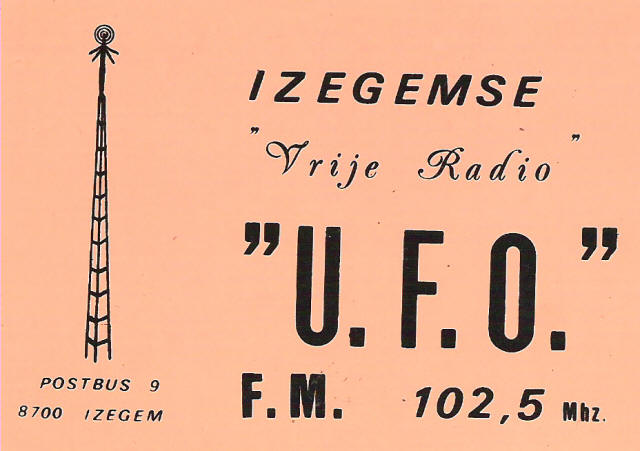 IZEGEMSE
"Vrije Radio"
"U.F.O."
F.M. 102,5 Mhz.
POSTBUS 9
8700 IZEGEM